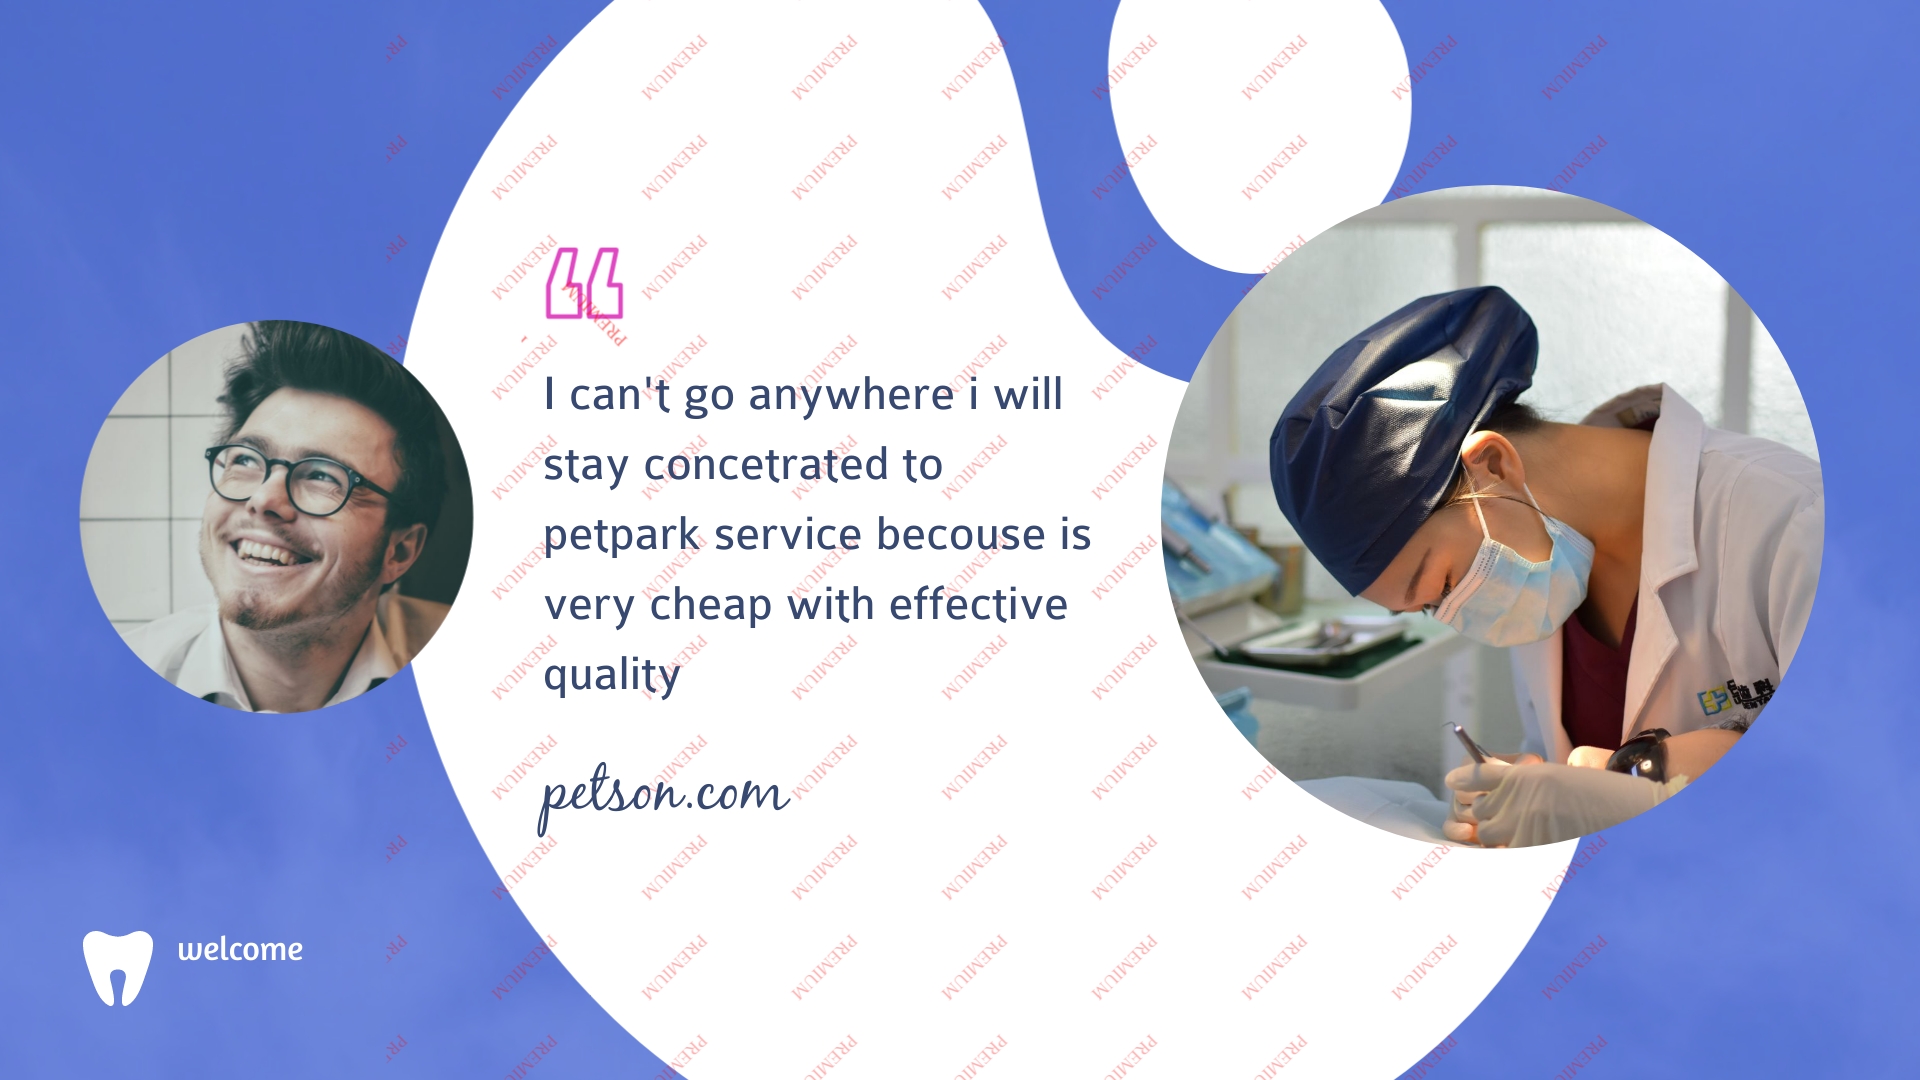 I can't go anywhere i will
stay concetrated to
petpark service becouse is
very cheap with effective
quality
petson.com
welcome
PREMIUM